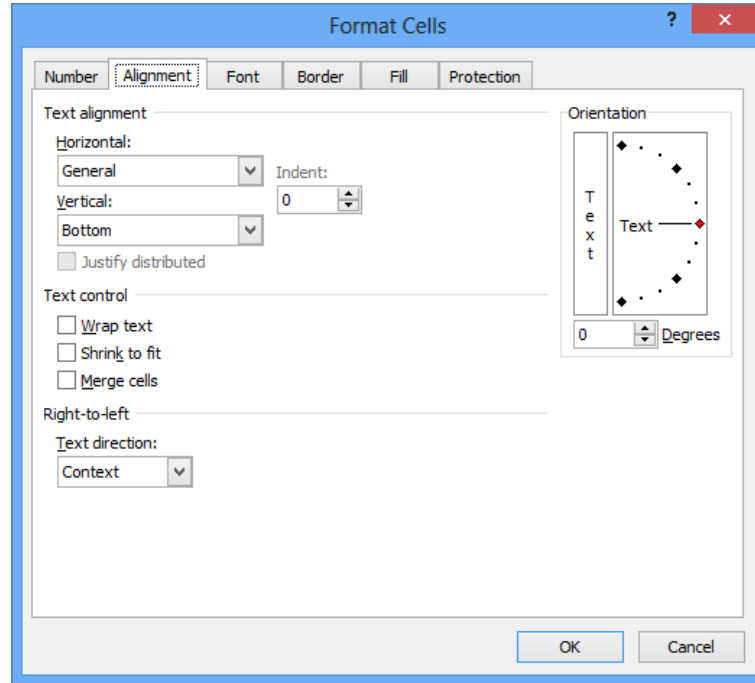 Format Cells
?
×
Number Alignment Font Border Fill Protection
Text alignment
Horizontal:
General
Indent:
0
Vertical:
Bottom
Justify distributed
Text control
Wrap text
Shrink to fit
Merge cells
Right-to-left
Text direction:
Context
Orientation
T
e
x
t
Text
0 Degrees
OK Cancel